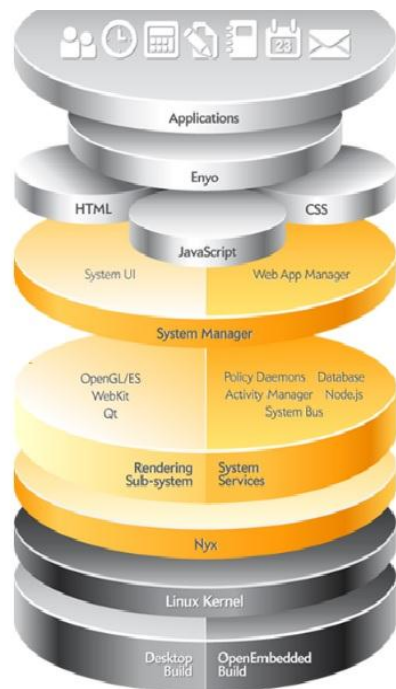 23
Applications
Enyo
HTML
CSS
JavaScript
System UI
Web App Manager
System Manager
OpenGL/ES
WebKit
Qt
Policy Daemons Database
Activity Manager Node.js
System Bus
Rendering
Sub-system
System
Services
Nyx
Linux Kernel
Desktop
Build
OpenEmbedded
Build